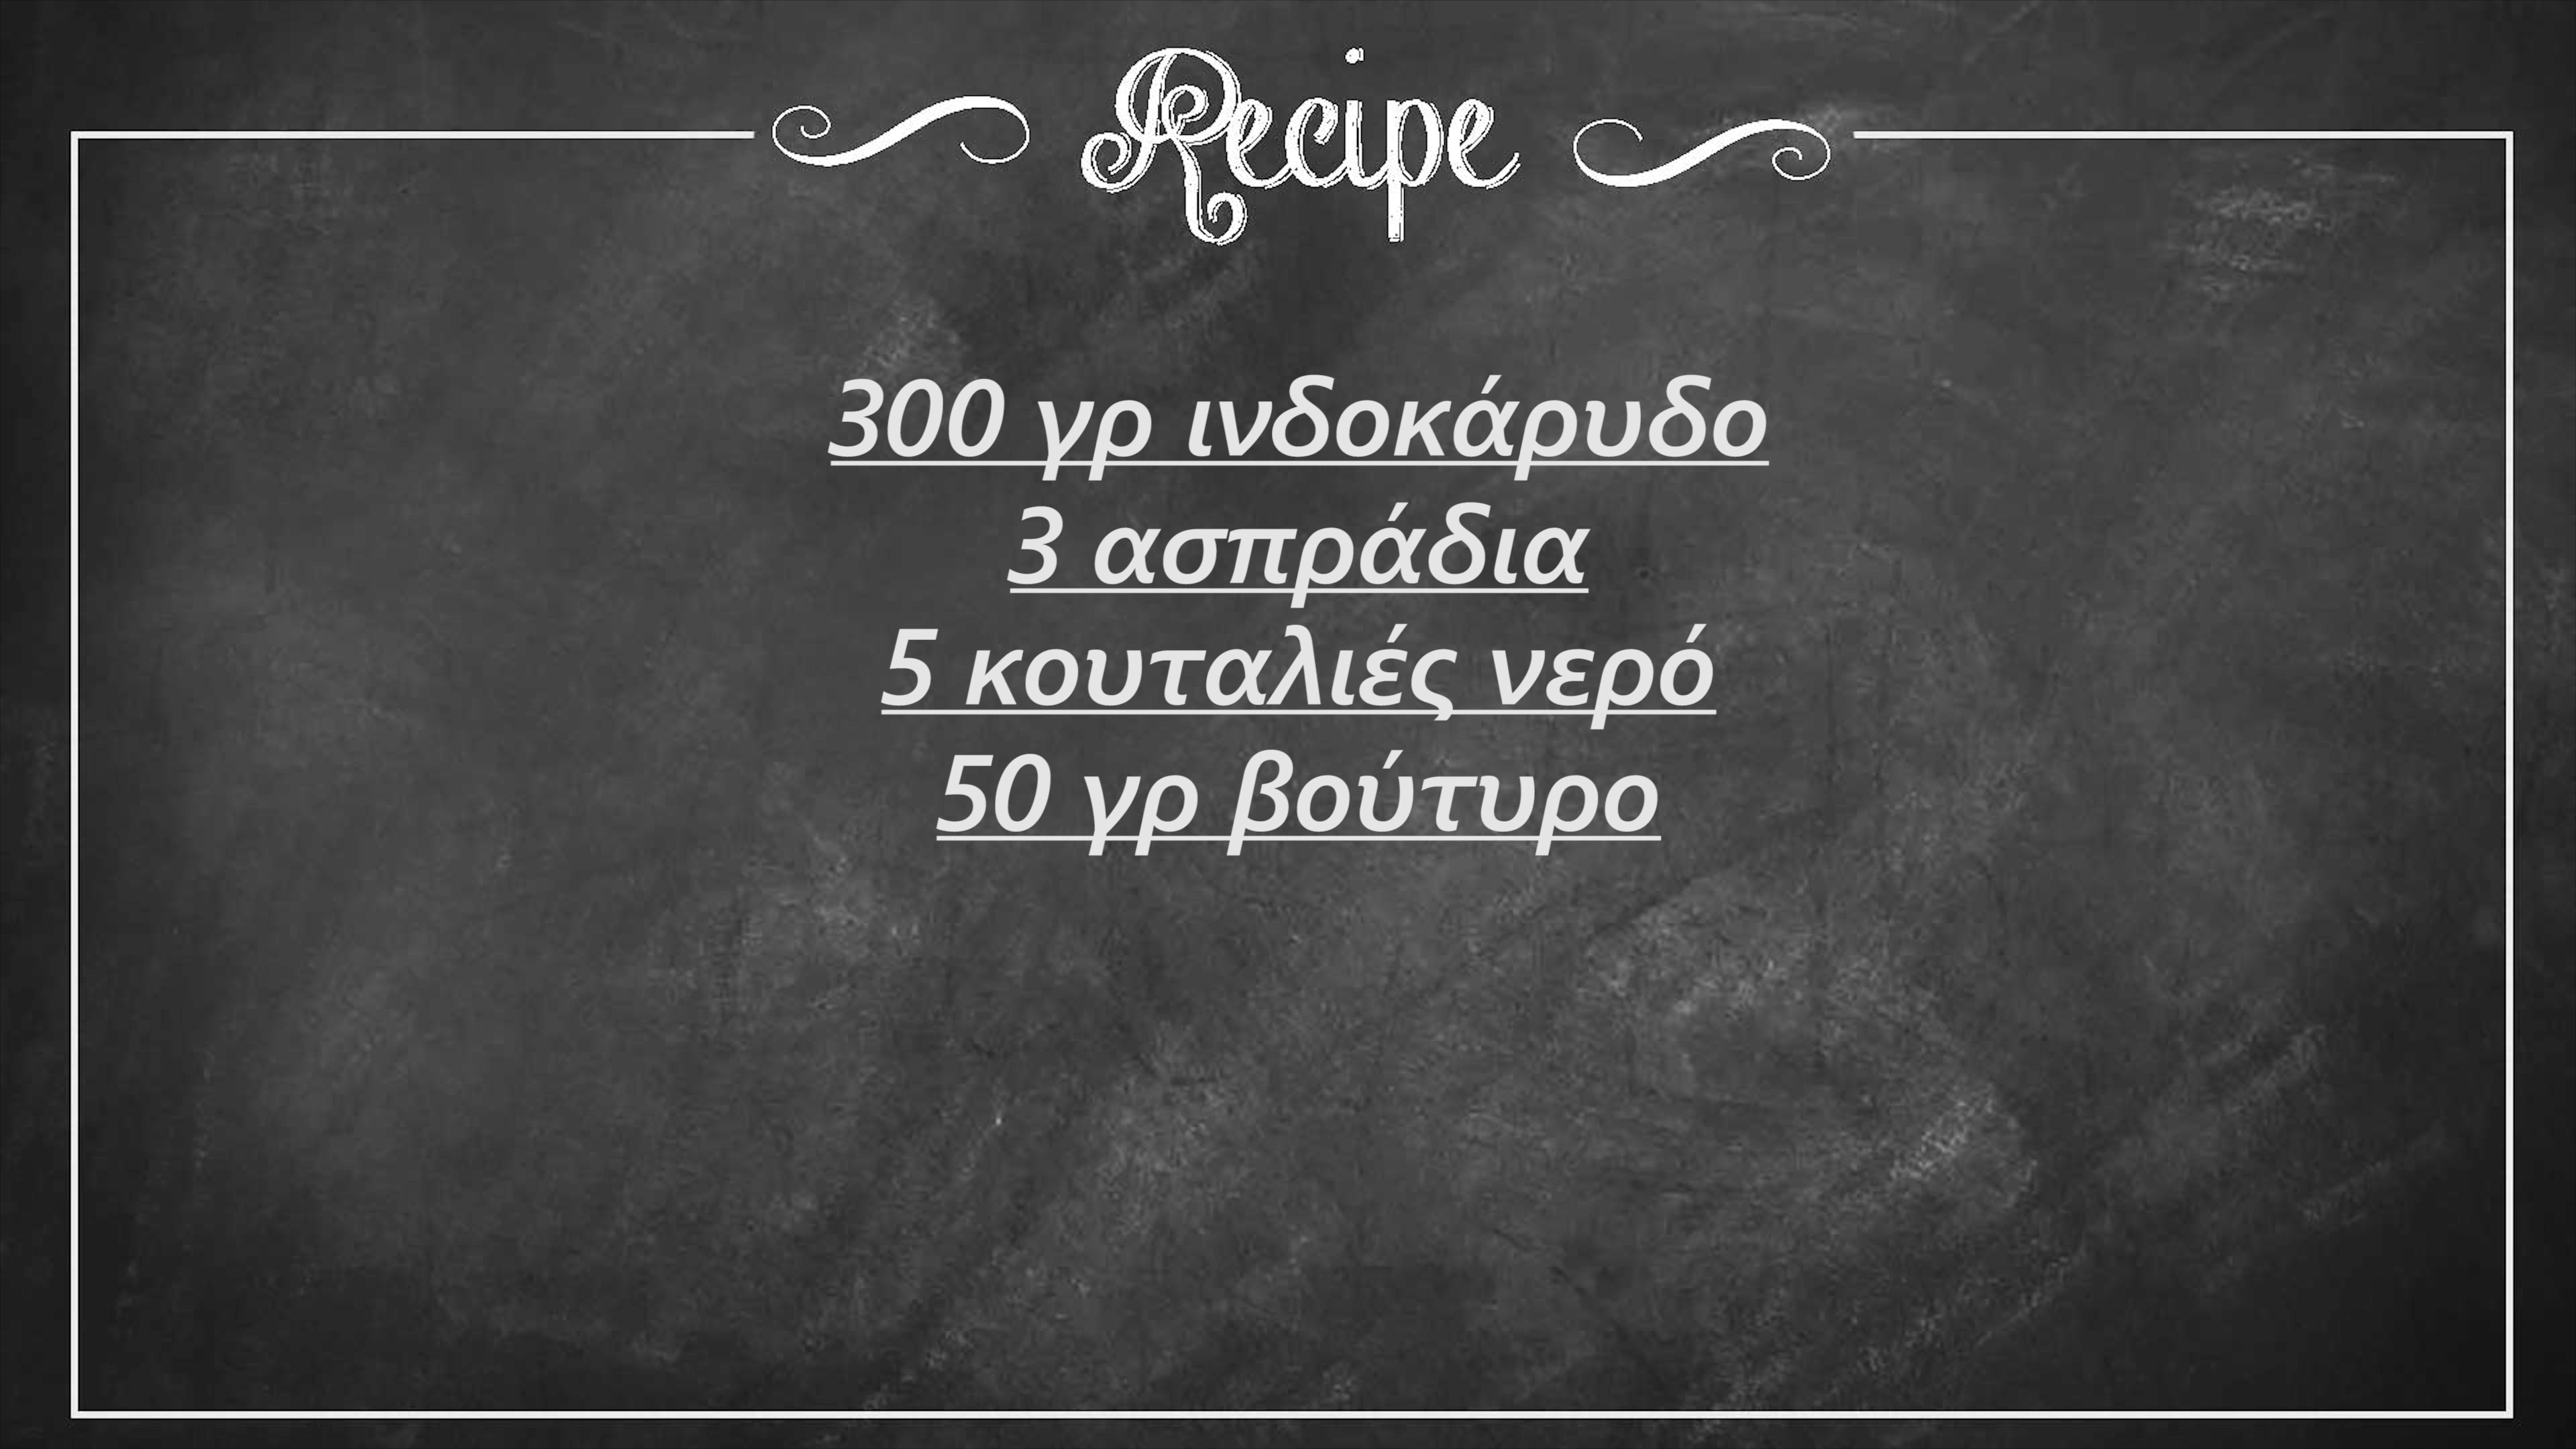 Recipe
300 γρ ινδοκάρυδο
3 ασπράδια
5 κουταλιές νερό
50 γρ βούτυρο